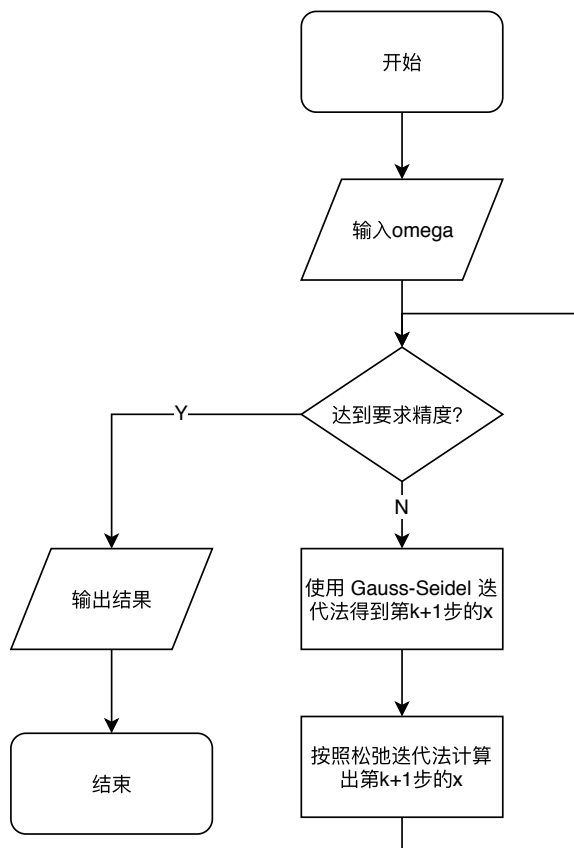 开始
输入omega
达到要求精度?
Y
N
输出结果
使用 Gauss-Seidel 迭
代法得到第k+1步的x
结束
按照松弛迭代法计算
出第k+1步的x